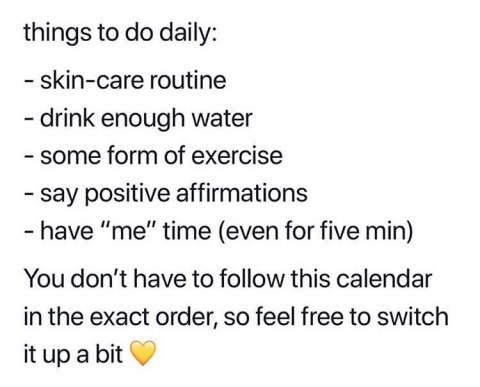 things to do daily:
- skin-care routine
- drink enough water
- some form of exercise
- say positive affirmations
- have “me” time (even for five min)
You don’t have to follow this calendar
in the exact order, so feel free to switch
it up a bit 💛